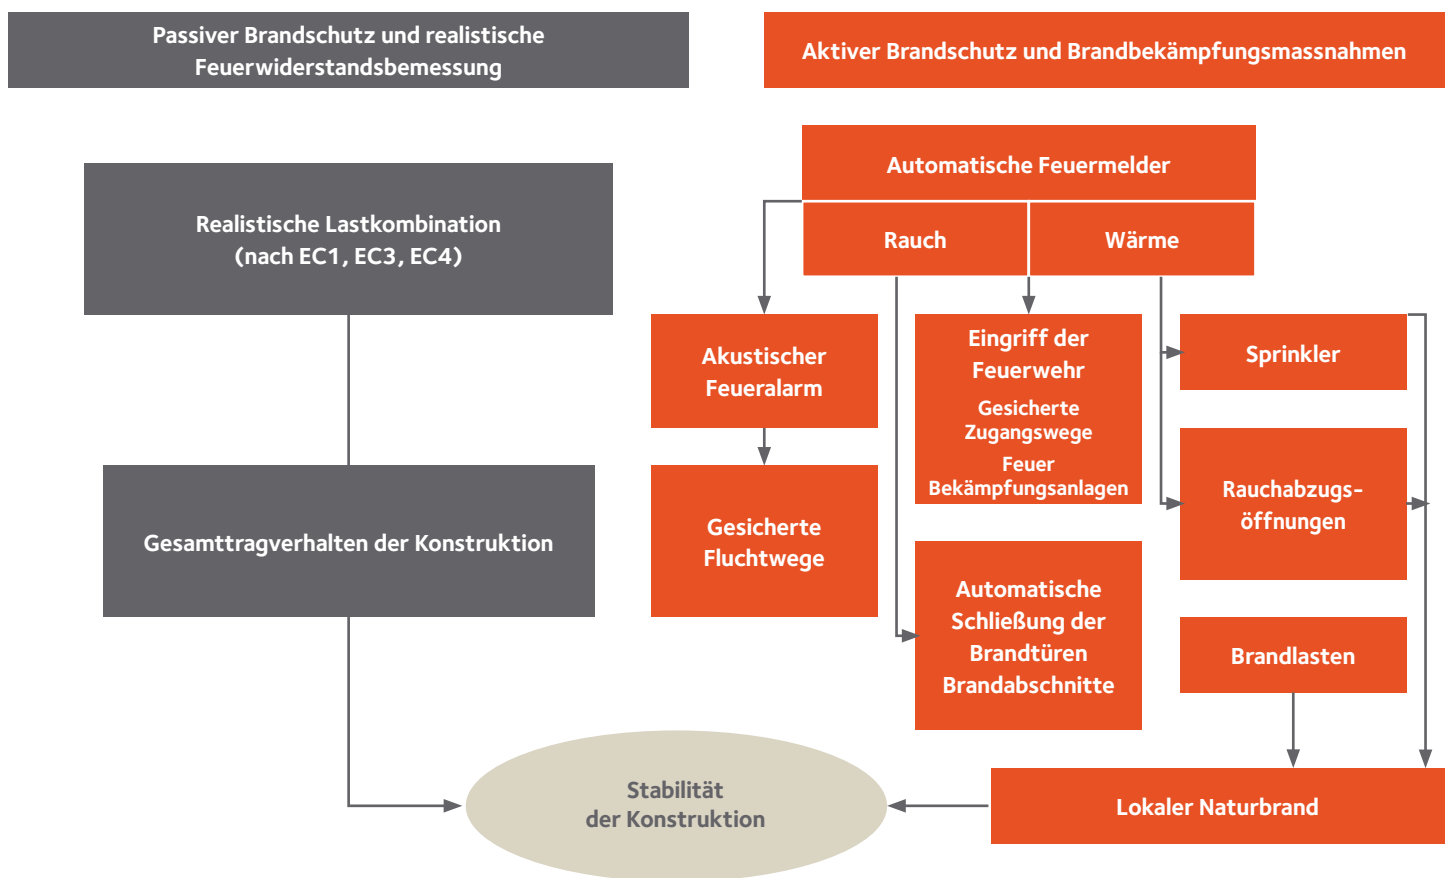 Passiver Brandschutz und realistische
Feuerwiderstandsbemessung
Aktiver Brandschutz und Brandbekämpfungsmassnahmen
Realistische Lastkombination
(nach EC1, EC3, EC4)
Gesamttragverhalten der Konstruktion
Automatische Feuermelder
Rauch
Wärme
Akustischer
Feueralarm
Gesicherte
Fluchtwege
Eingriff der
Feuerwehr
Gesicherte
Zugangswege
Feuer
Bekämpfungsanlagen
Automatische
Schließung der
Brandtüren
Brandabschnitte
Sprinkler
Rauchabzugs-
öffnungen
Brandlasten
Lokaler Naturbrand
Stabilität
der Konstruktion